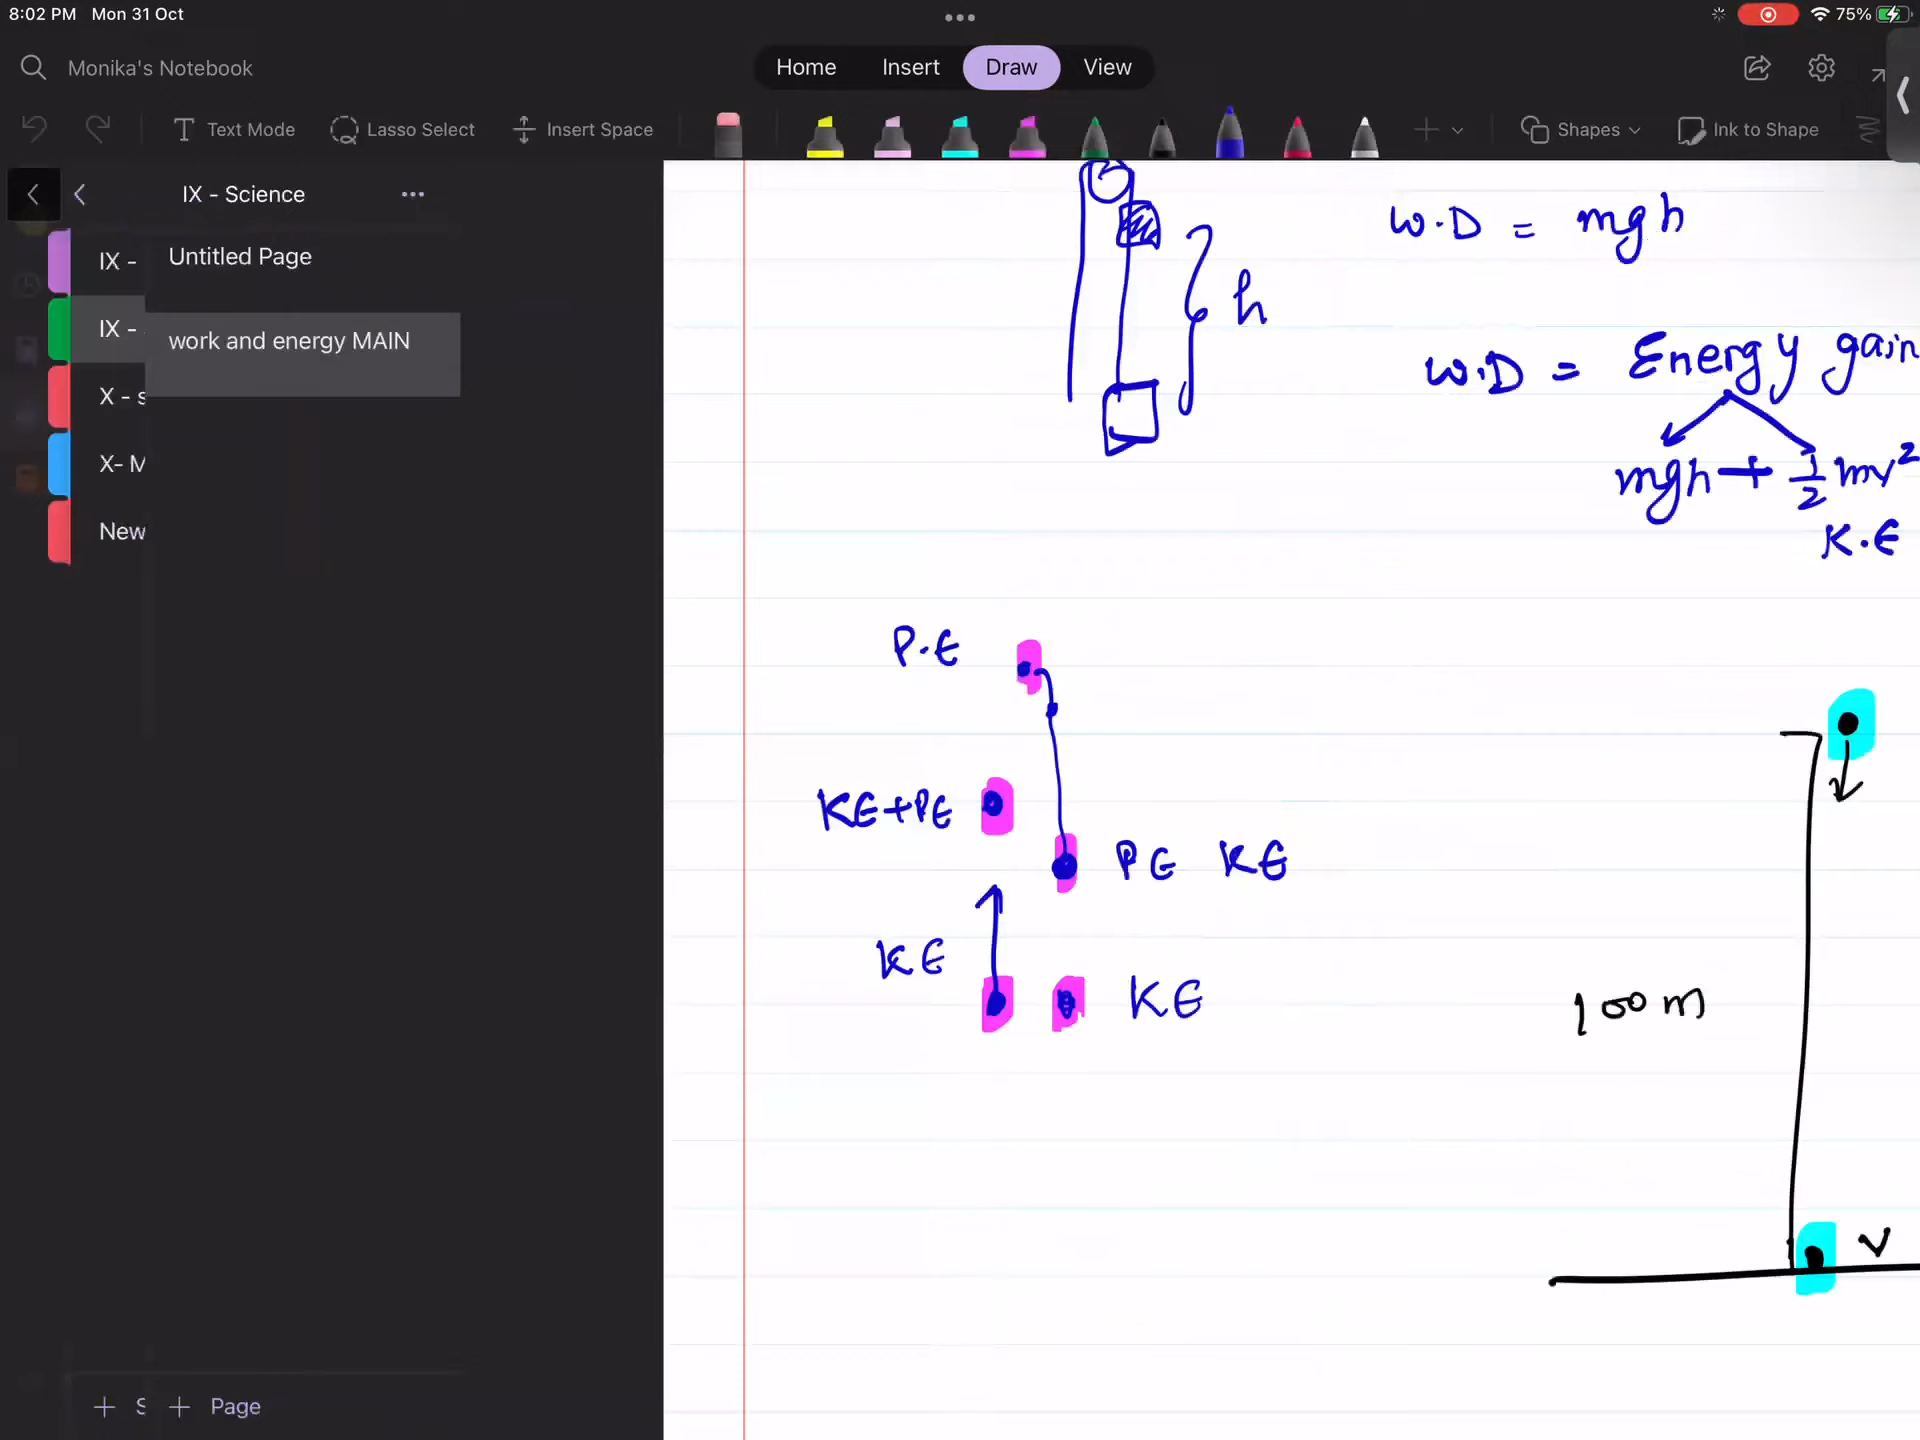 8:02 PM Mon 31 Oct
75%
Monika's Notebook
Home Insert Draw View
Text Mode Lasso Select Insert Space
Shapes Ink to Shape
IX - Science
IX - Untitled Page
IX - work and energy MAIN
X - s
X- M
New
S Page
W.D = mgh
h
W.D = Energy gain
mgh + 1/2 mv²
K.E
P.E
KE+PE
PE KE
KE
KE
100 m
v